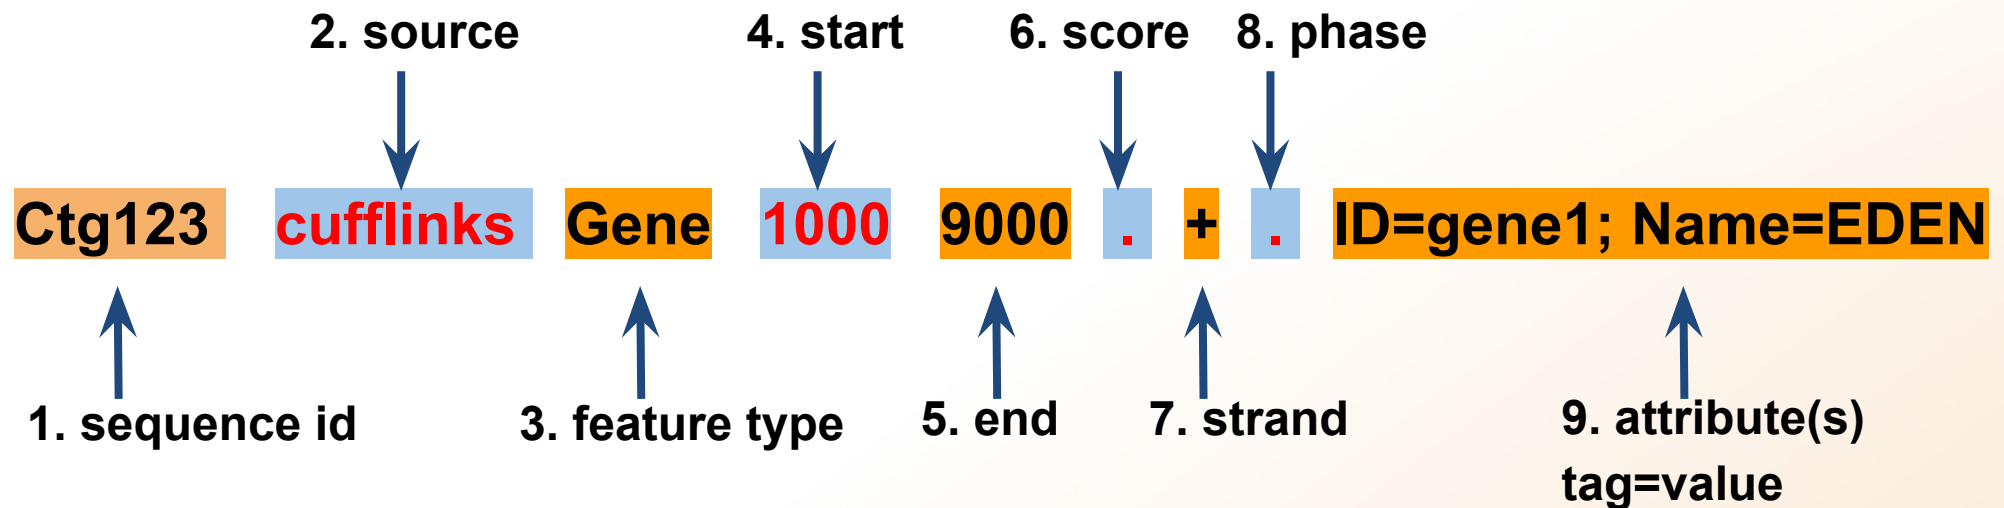 2. source 4. start 6. score 8. phase
Ctg123 cufflinks Gene 1000 9000 . + . ID=gene1; Name=EDEN
1. sequence id 3. feature type 5. end 7. strand 9. attribute(s)
tag=value